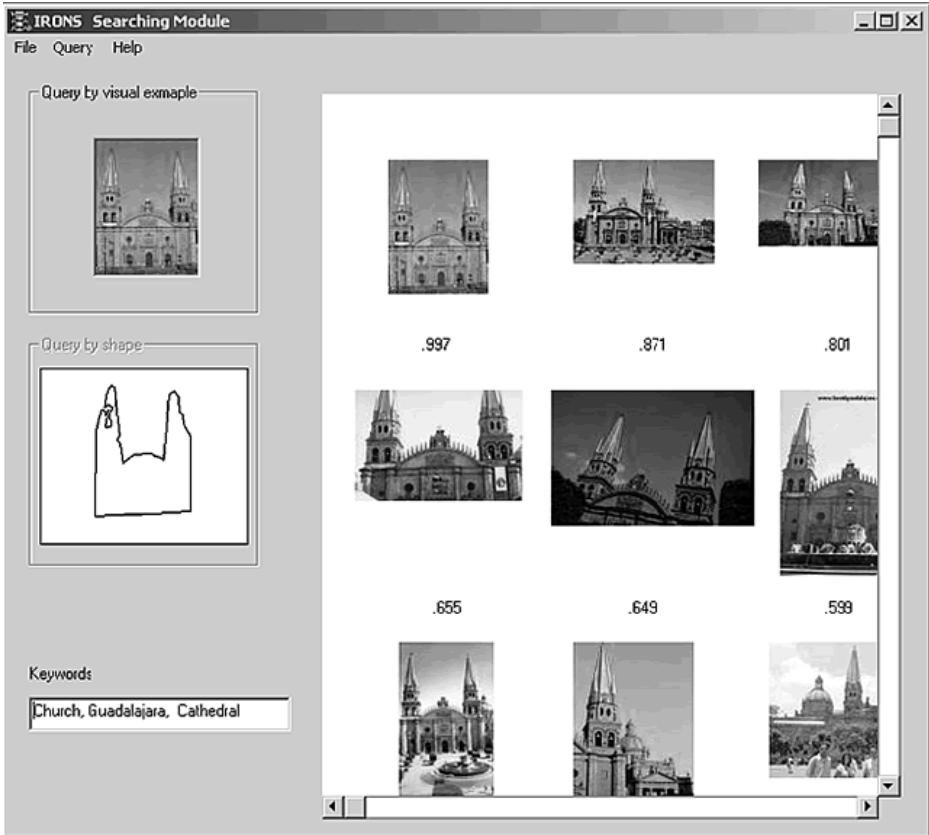 IRONS Searching Module
File Query Help
Query by visual exmaple
.997 .871 .801
Query by shape
.655 .649 .599
Keywords
Church, Guadalajara, Cathedral